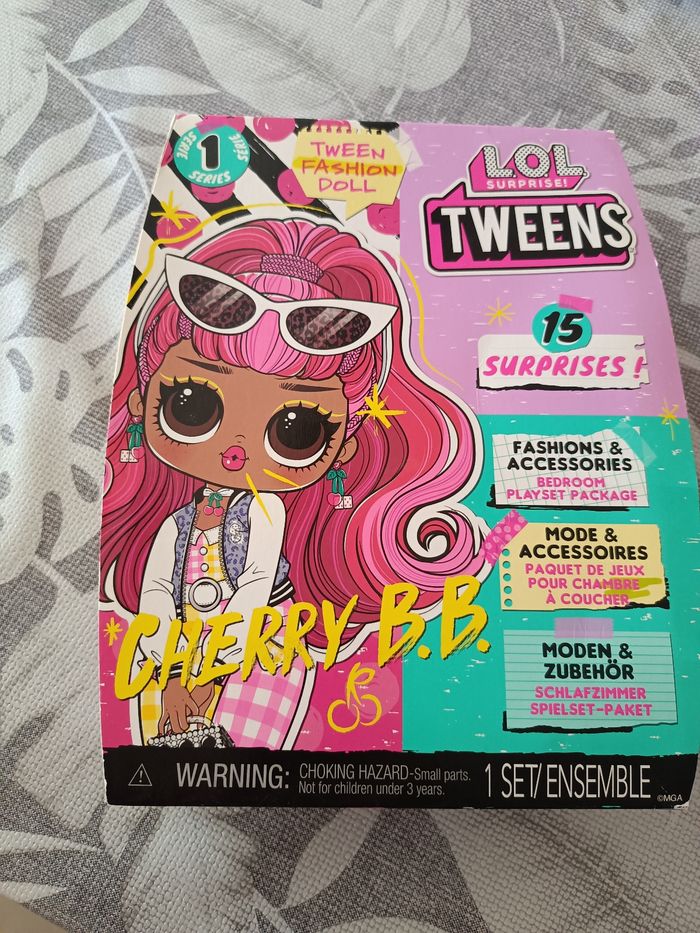 SÉRIE
1
SERIES
SÉRIE
TWEEN
FASHION
DOLL
L.O.L
SURPRISE!
TWEENS
15
SURPRISES !
FASHIONS &
ACCESSORIES
BEDROOM
PLAYSET PACKAGE
MODE &
ACCESSOIRES
PAQUET DE JEUX
POUR CHAMBRE
À COUCHER
MODEN &
ZUBEHÖR
SCHLAFZIMMER
SPIELSET-PAKET
CHERRY B.B.
WARNING: CHOKING HAZARD-Small parts.
Not for children under 3 years.
1 SET/ENSEMBLE
©MGA